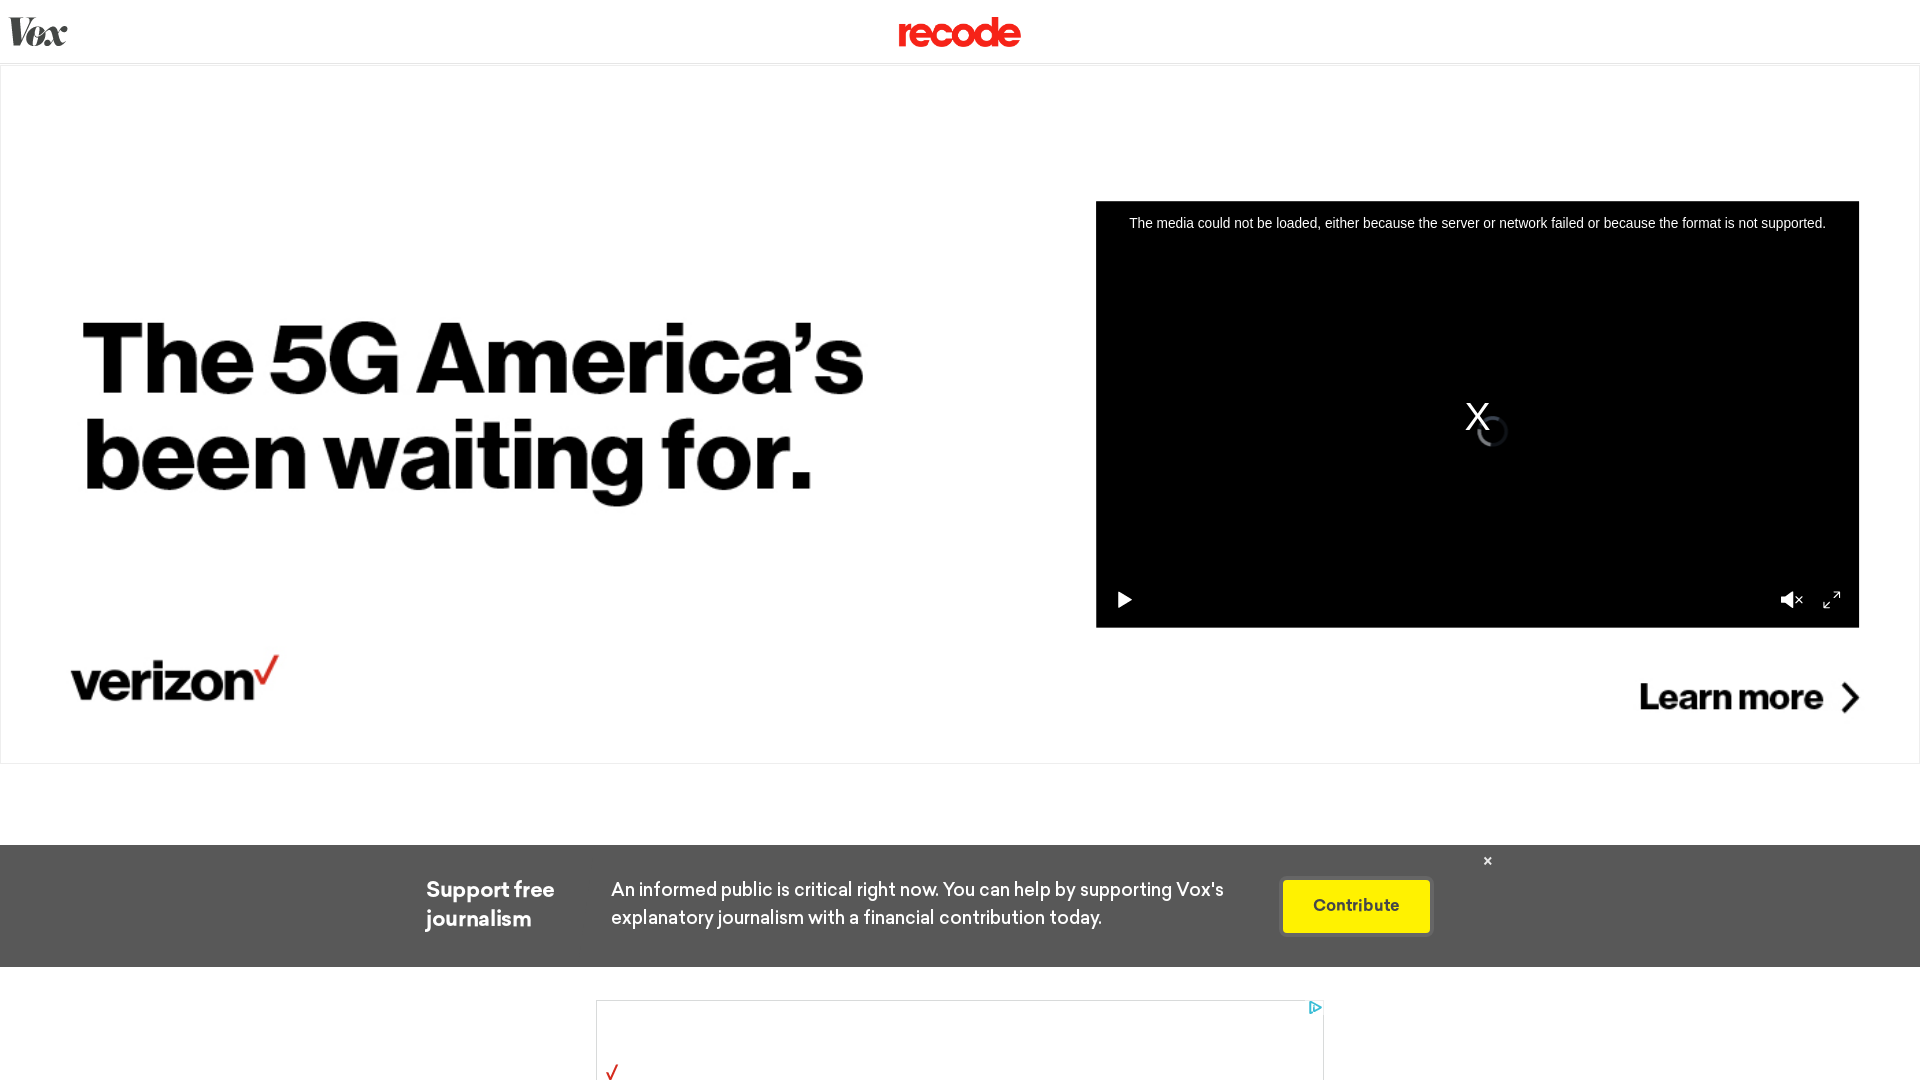 Vox
recode
The media could not be loaded, either because the server or network failed or because the format is not supported.
The 5G America's
been waiting for.
verizon
Learn more
Support free
journalism
An informed public is critical right now. You can help by supporting Vox's
explanatory journalism with a financial contribution today.
Contribute